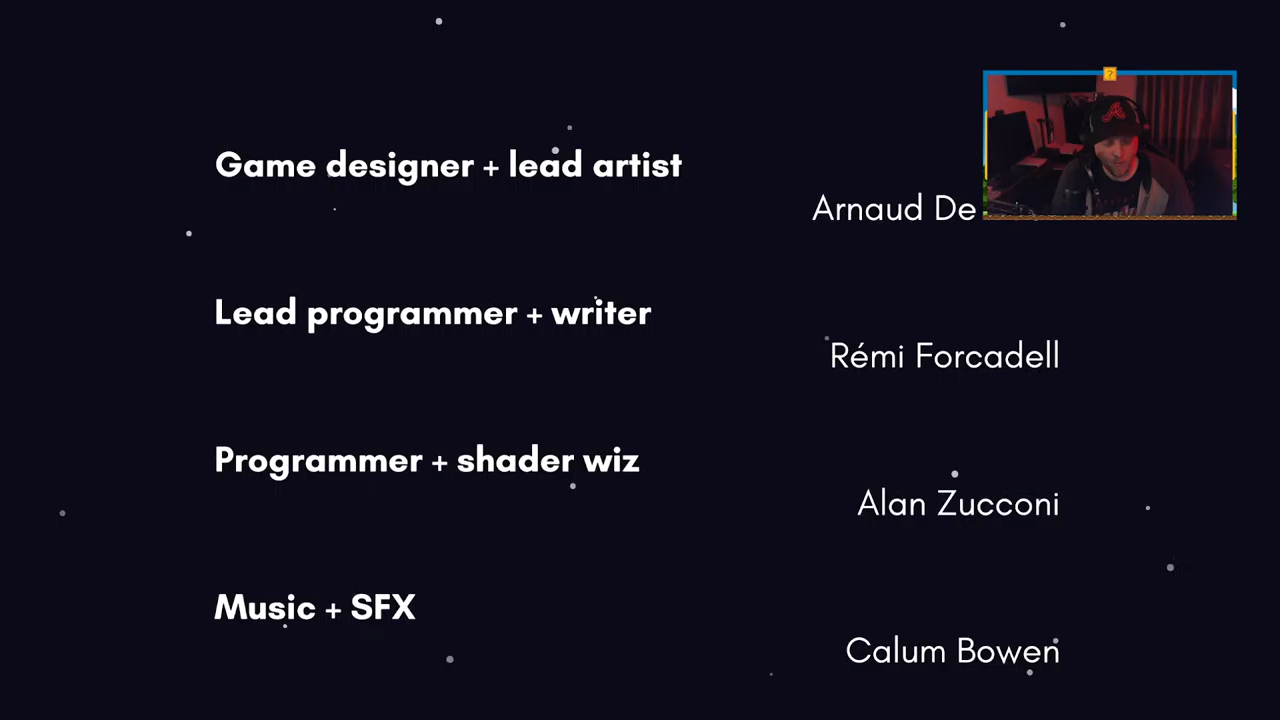 Game designer + lead artist
Arnaud De
Lead programmer + writer
Rémi Forcadell
Programmer + shader wiz
Alan Zucconi
Music + SFX
Calum Bowen